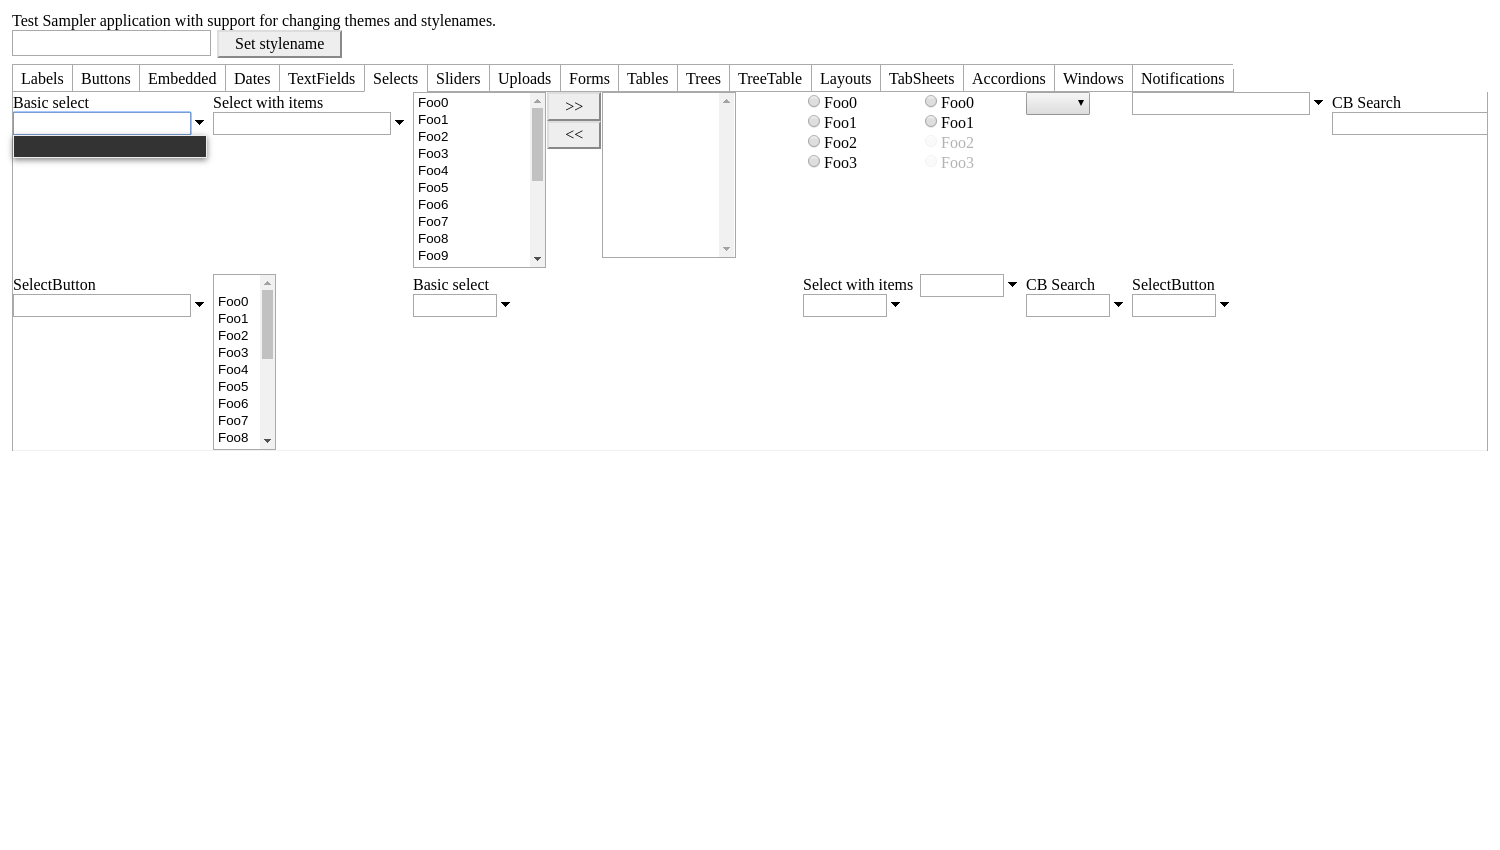 Test Sampler application with support for changing themes and stylenames.
Set stylename
Labels Buttons Embedded Dates TextFields Selects Sliders Uploads Forms Tables Trees TreeTable Layouts TabSheets Accordions Windows Notifications
Basic select
Select with items
Foo0
Foo1
Foo2
Foo3
Foo4
Foo5
Foo6
Foo7
Foo8
Foo9
>>
<<
Foo0
Foo1
Foo2
Foo3
Foo0
Foo1
Foo2
Foo3
CB Search
SelectButton
Foo0
Foo1
Foo2
Foo3
Foo4
Foo5
Foo6
Foo7
Foo8
Basic select
Select with items
CB Search
SelectButton